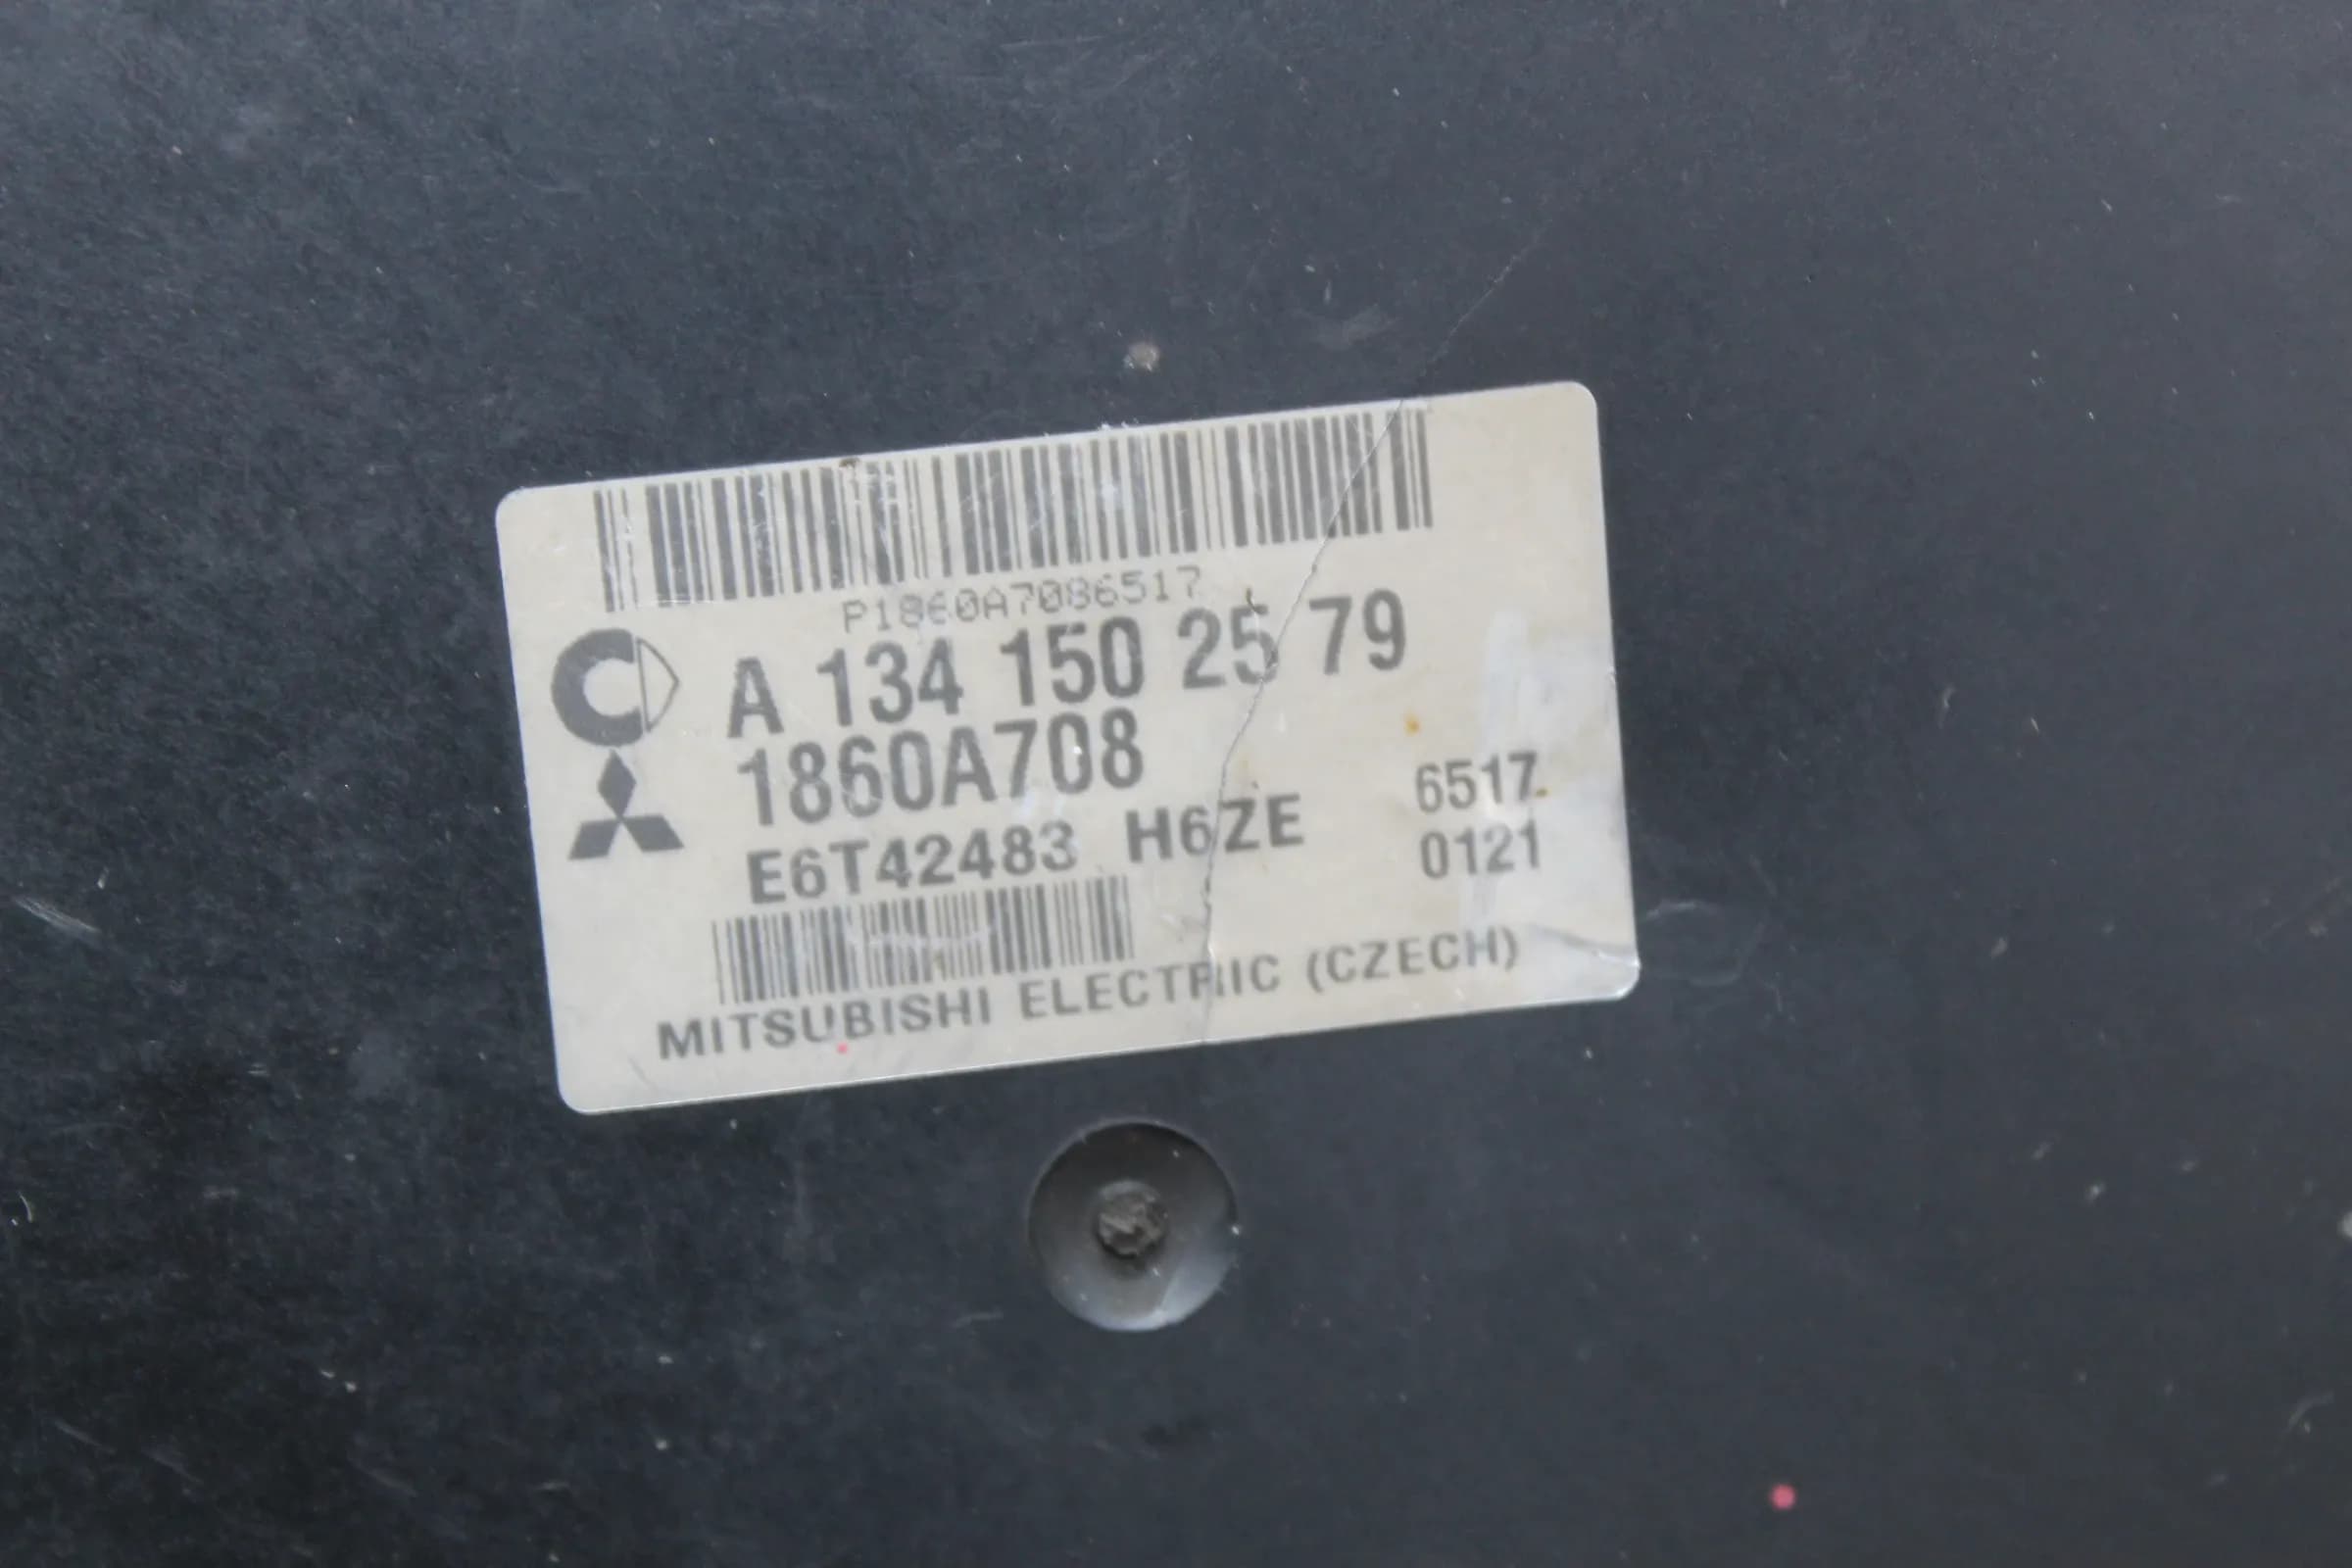 P1860A7086517
A 134 150 25 79
1860A708
E6T42483 H6ZE
6517
0121
MITSUBISHI ELECTRIC (CZECH)